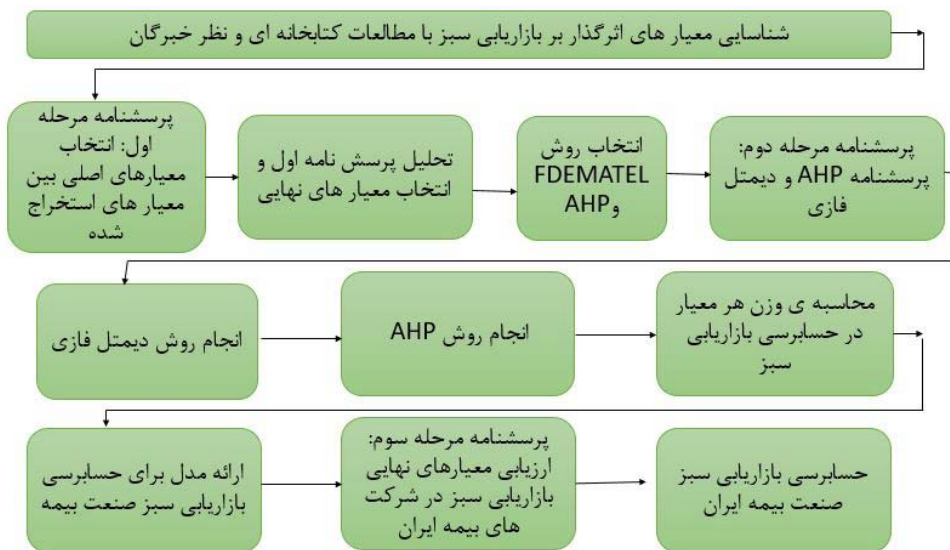 شناسایی معیار های اثرگذار بر بازاریابی سبز با مطالعات کتابخانه ای و نظر خبرگان
پرسشنامه مرحله
اول: انتخاب
معیارهای اصلی بین
معیار های استخراج
شده
تحلیل پرسش نامه اول و
انتخاب معیار های نهایی
انتخاب روش
FDEMATEL
وAHP
پرسشنامه مرحله دوم:
پرسشنامه AHP و دیمتل
فازی
انجام روش دیمتل فازی
انجام روش AHP
محاسبه ی وزن هر معیار
در حسابرسی بازاریابی
سبز
ارائه مدل برای حسابرسی
بازاریابی سبز صنعت بیمه
پرسشنامه مرحله سوم:
ارزیابی معیارهای نهایی
بازاریابی سبز در شرکت
های بیمه ایران
حسابرسی بازاریابی سبز
صنعت بیمه ایران